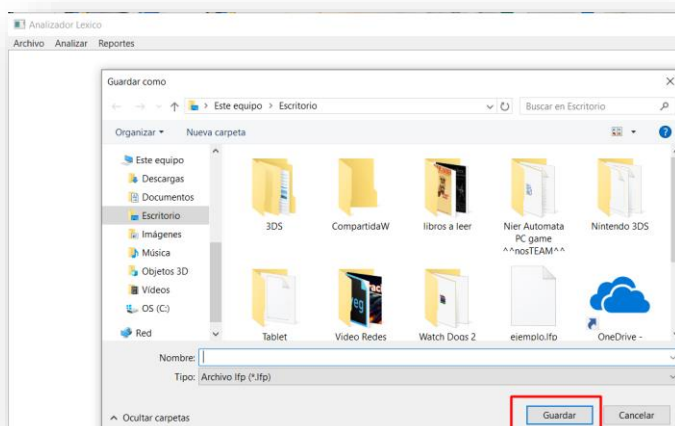 Analizador Lexico
Archivo Analizar Reportes
Guardar como
Este equipo > Escritorio
Buscar en Escritorio
Organizar Nueva carpeta
Este equipo
Descargas
Documentos
Escritorio
Imágenes
Música
Objetos 3D
Vídeos
OS (C:)
Red
3DS CompartidaW libros a leer Nier Automata PC game ^^nosTEAM^^ Nintendo 3DS
Tablet Video Redes Watch Dogs 2 ejemplo.lfp OneDrive -
Nombre:
Tipo: Archivo lfp (*.lfp)
Ocultar carpetas
Guardar Cancelar